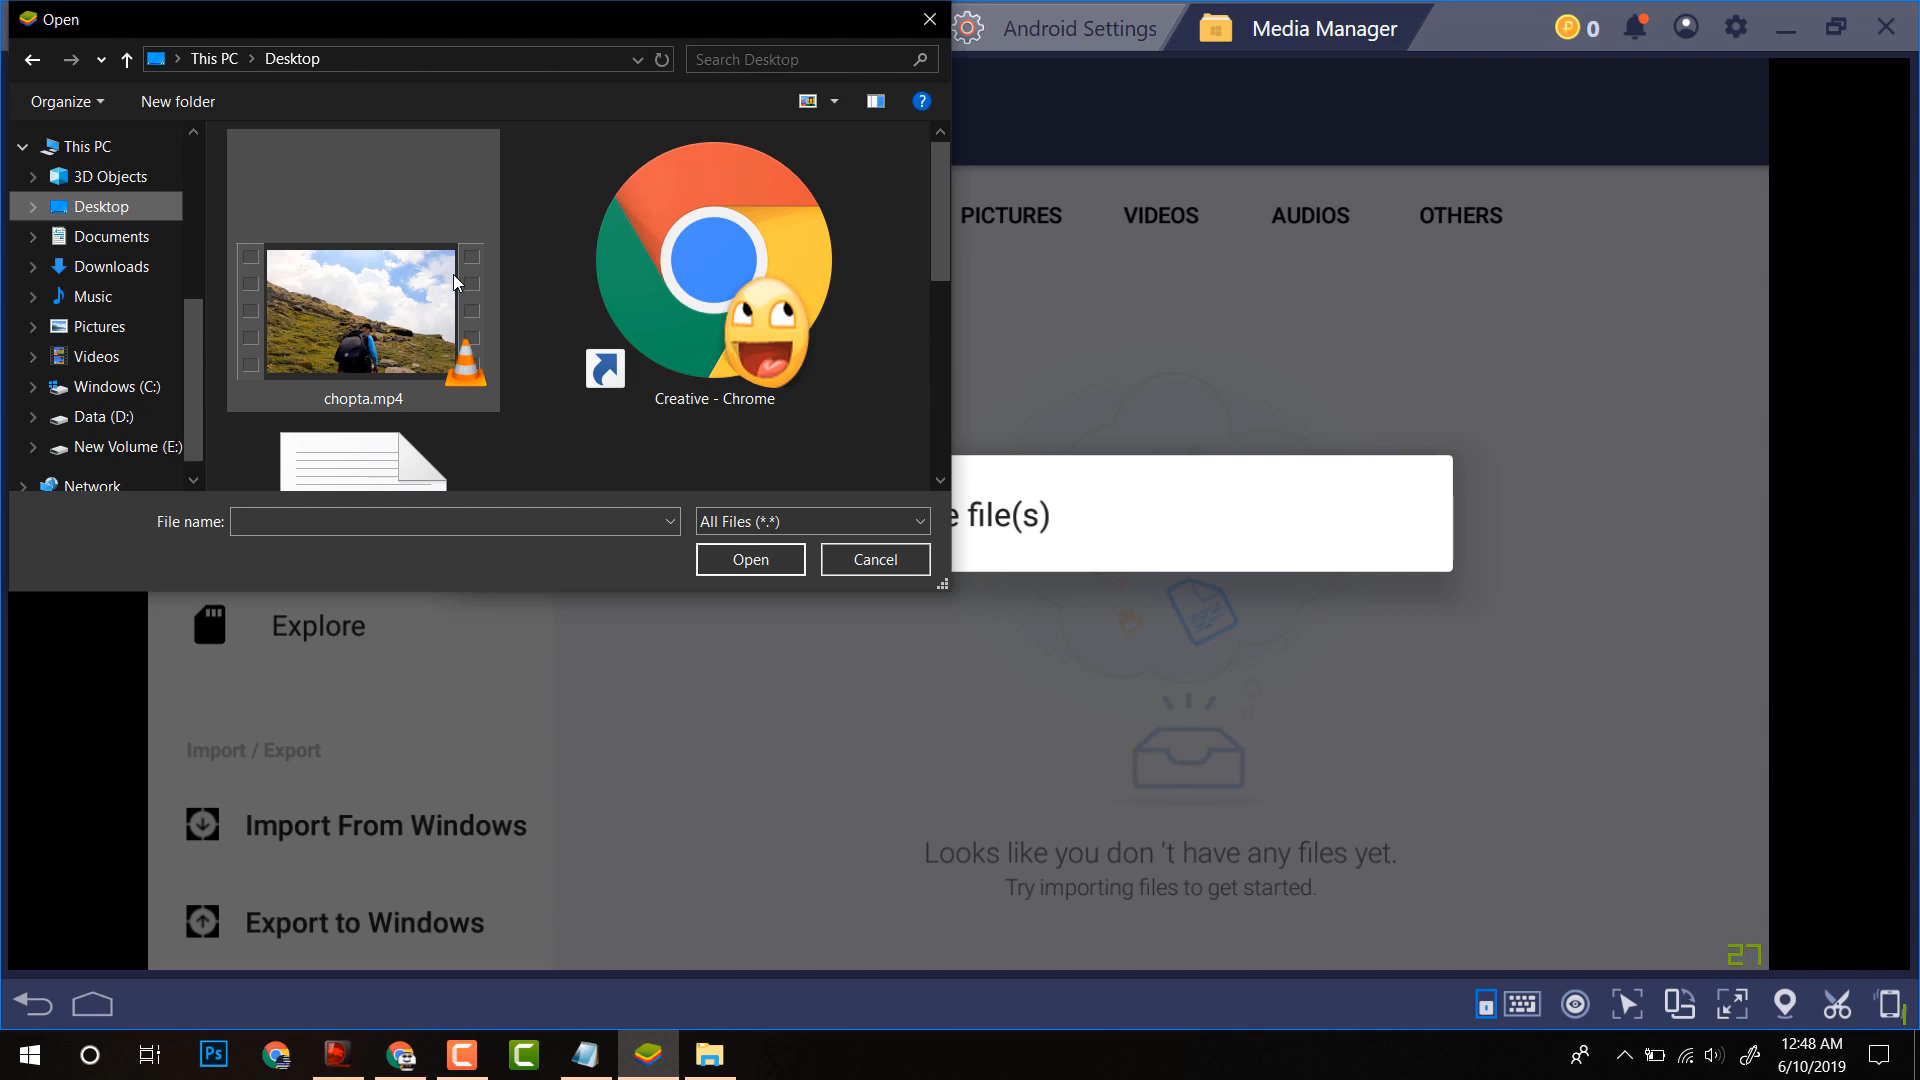 Open
Android Settings
Media Manager
0
This PC
Desktop
Search Desktop
Organize
New folder
?
This PC
3D Objects
Desktop
Documents
Downloads
Music
Pictures
Videos
Windows (C:)
Data (D:)
New Volume (E:)
Network
chopta.mp4
Creative - Chrome
File name:
All Files (*.*)
Open
Cancel
PICTURES
VIDEOS
AUDIOS
OTHERS
e file(s)
Explore
Import / Export
Import From Windows
Export to Windows
Looks like you don 't have any files yet.
Try importing files to get started.
27
Ps
C
C
12:48 AM
6/10/2019